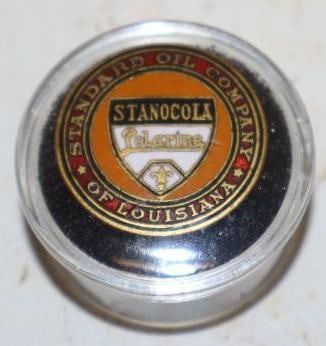 STANDARD OIL COMPANY
OF LOUISIANA
STANOCOLA
Polarine